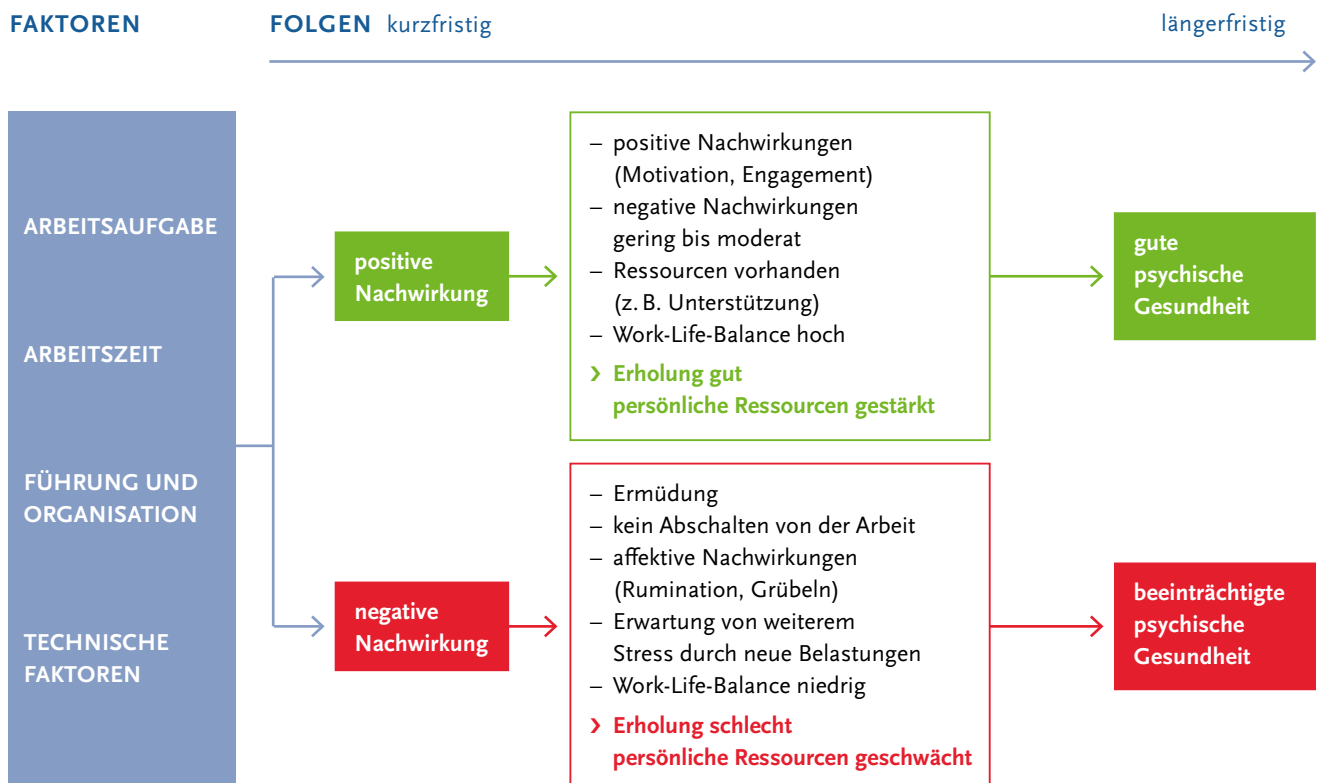 FAKTOREN
FOLGEN kurzfristig
längerfristig
ARBEITSAUFGABE
ARBEITSZEIT
FÜHRUNG UND
ORGANISATION
TECHNISCHE
FAKTOREN
positive
Nachwirkung
– positive Nachwirkungen
(Motivation, Engagement)
– negative Nachwirkungen
gering bis moderat
– Ressourcen vorhanden
(z. B. Unterstützung)
– Work-Life-Balance hoch
› Erholung gut
persönliche Ressourcen gestärkt
gute
psychische
Gesundheit
negative
Nachwirkung
– Ermüdung
– kein Abschalten von der Arbeit
– affektive Nachwirkungen
(Rumination, Grübeln)
– Erwartung von weiterem
Stress durch neue Belastungen
– Work-Life-Balance niedrig
› Erholung schlecht
persönliche Ressourcen geschwächt
beeinträchtigte
psychische
Gesundheit